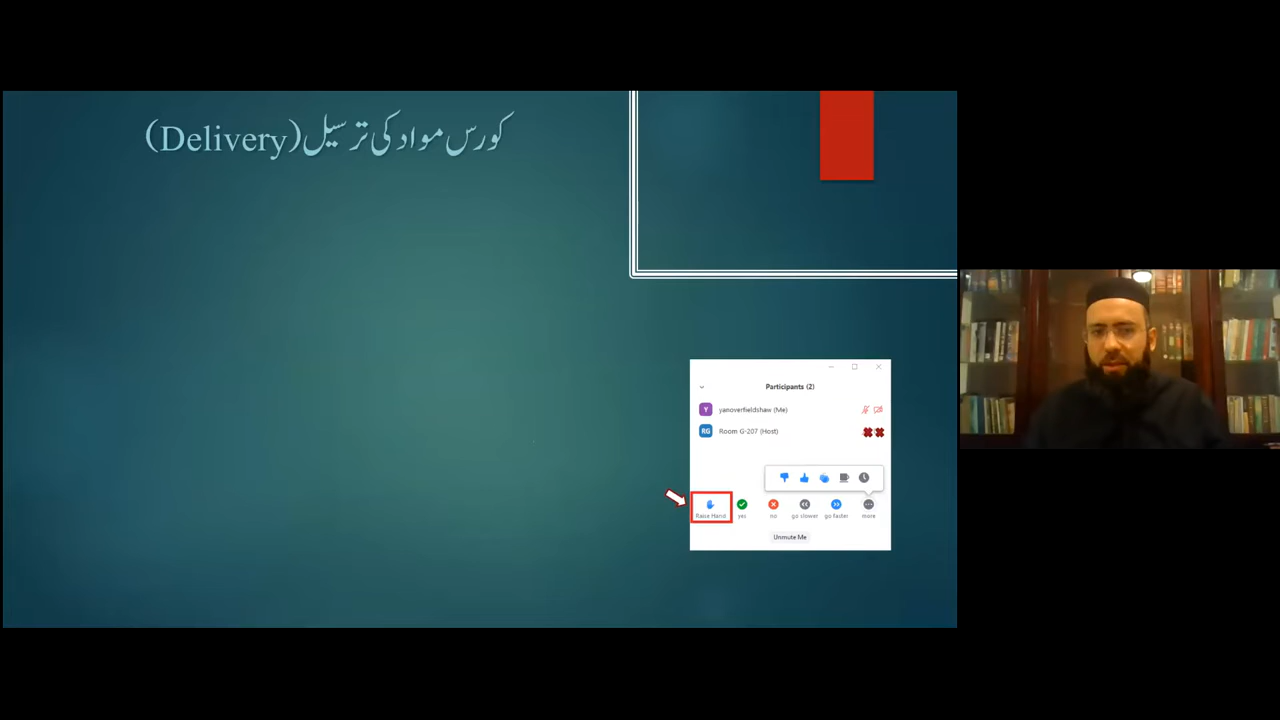 کورس مواد کی ترسیل (Delivery)
Participants (2)
Y yanoverfieldshaw (Me)
RG Room G-207 (Host)
Raise Hand yes no go slower go faster more
Unmute Me